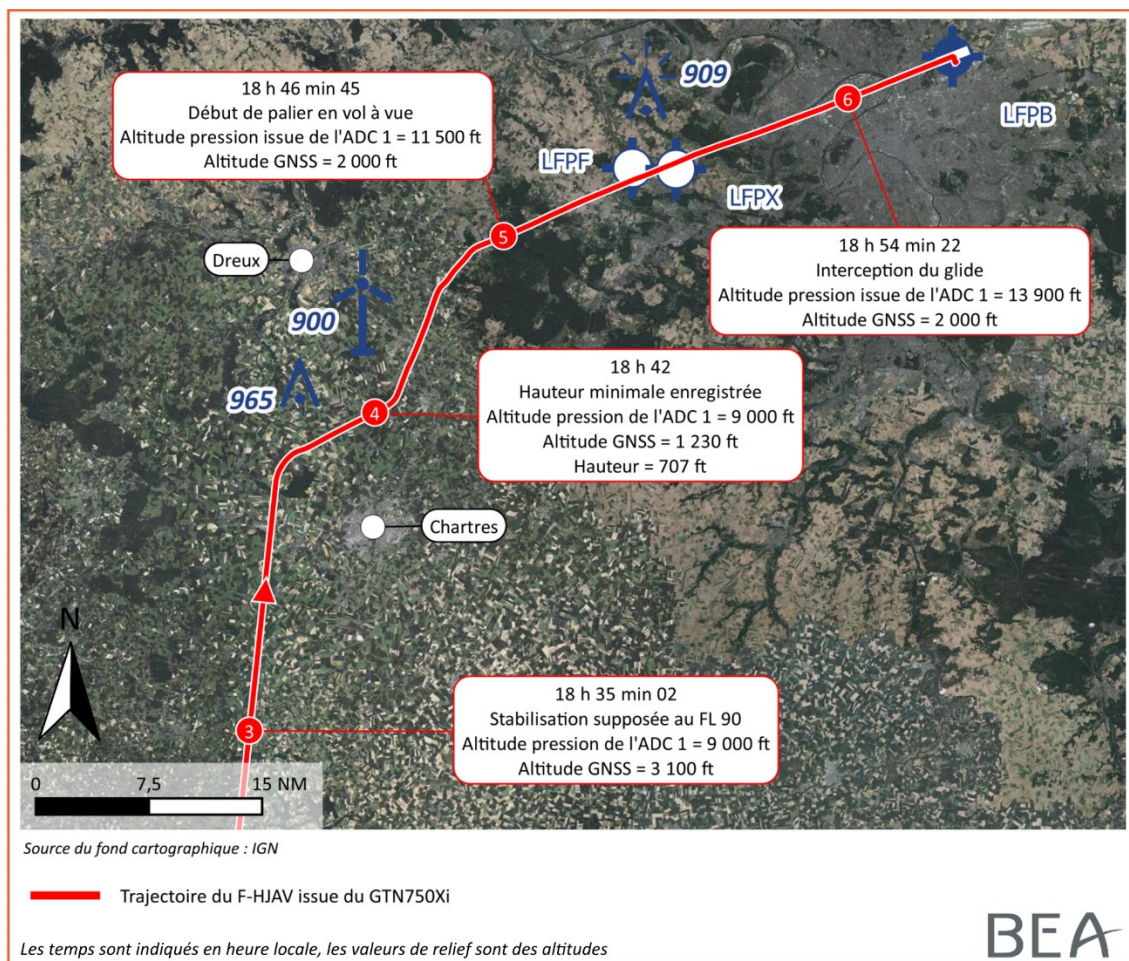 909
18 h 46 min 45
Début de palier en vol à vue
Altitude pression issue de l'ADC 1 = 11 500 ft
Altitude GNSS = 2 000 ft
6
LFPB
LFPF
LFPX
5
Dreux
18 h 54 min 22
Interception du glide
Altitude pression issue de l'ADC 1 = 13 900 ft
Altitude GNSS = 2 000 ft
900
965
4
18 h 42
Hauteur minimale enregistrée
Altitude pression de l'ADC 1 = 9 000 ft
Altitude GNSS = 1 230 ft
Hauteur = 707 ft
Chartres
N
3
18 h 35 min 02
Stabilisation supposée au FL 90
Altitude pression de l'ADC 1 = 9 000 ft
Altitude GNSS = 3 100 ft
0 7,5 15 NM
Source du fond cartographique : IGN
Trajectoire du F-HJAV issue du GTN750Xi
Les temps sont indiqués en heure locale, les valeurs de relief sont des altitudes
BEA